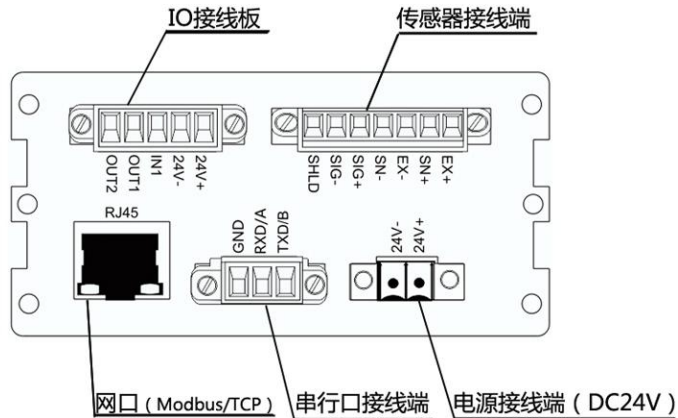 IO接线板
传感器接线端
OUT2
OUT1
IN1
24V-
24V+
SHLD
SIG-
SIG+
SN-
EX-
SN+
EX+
RJ45
GND
RXD/A
TXD/B
24V-
24V+
网口（Modbus/TCP）
串行口接线端
电源接线端（DC24V）